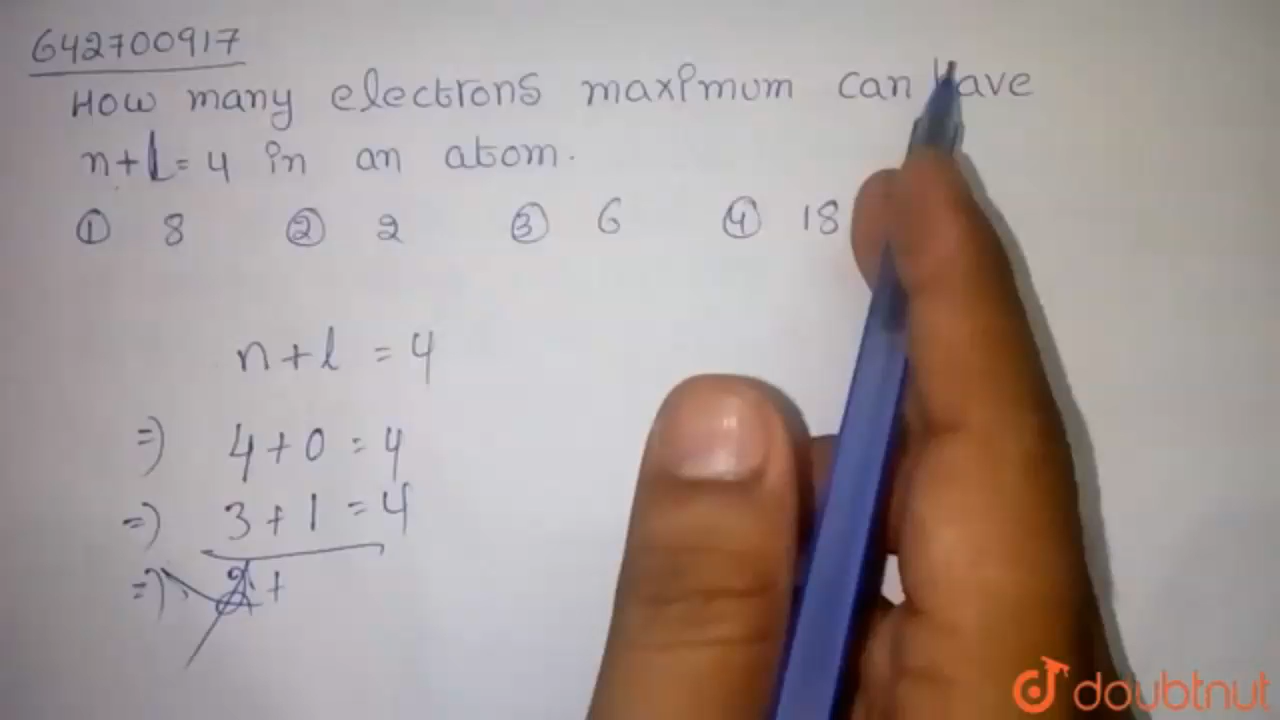 642700917
How many electrons maximum can have
n+l=4 in an atom.
① 8 ② 2 ③ 6 ④ 18
n+l = 4
=) 4+0=4
=) 3+1=4
=) 2+
doubtnut